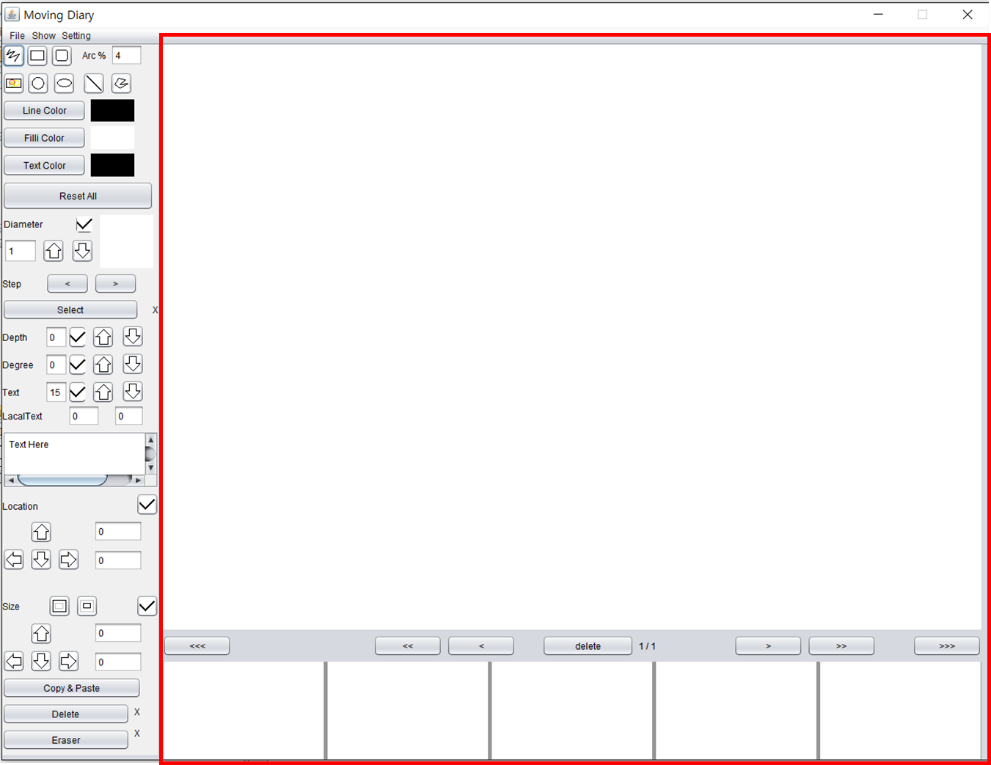 Moving Diary
File Show Setting
Arc % 4
Line Color
Filli Color
Text Color
Reset All
Diameter
1
Step < >
Select X
Depth 0
Degree 0
Text 15
LacalText 0 0
Text Here
Location
0
0
Size
0
0
Copy & Paste
Delete X
Eraser X
<<< << < delete 1 / 1 > >> >>>